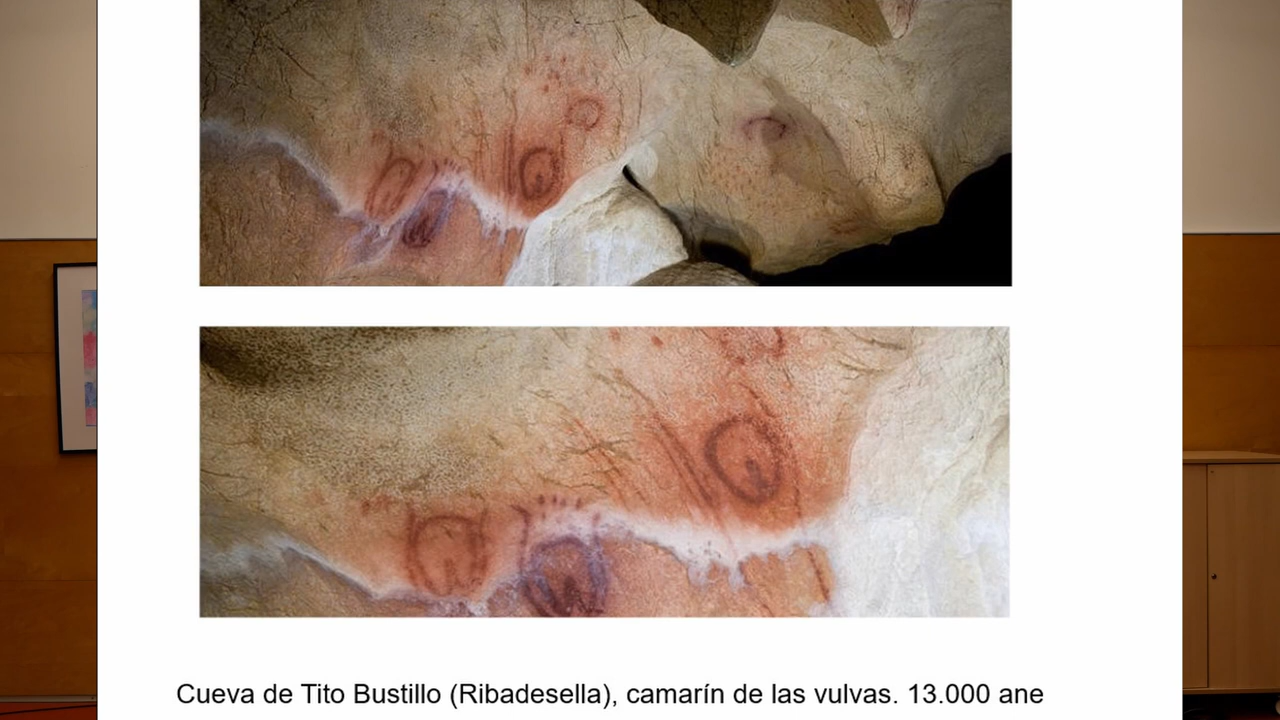 Cueva de Tito Bustillo (Ribadesella), camarín de las vulvas. 13.000 ane